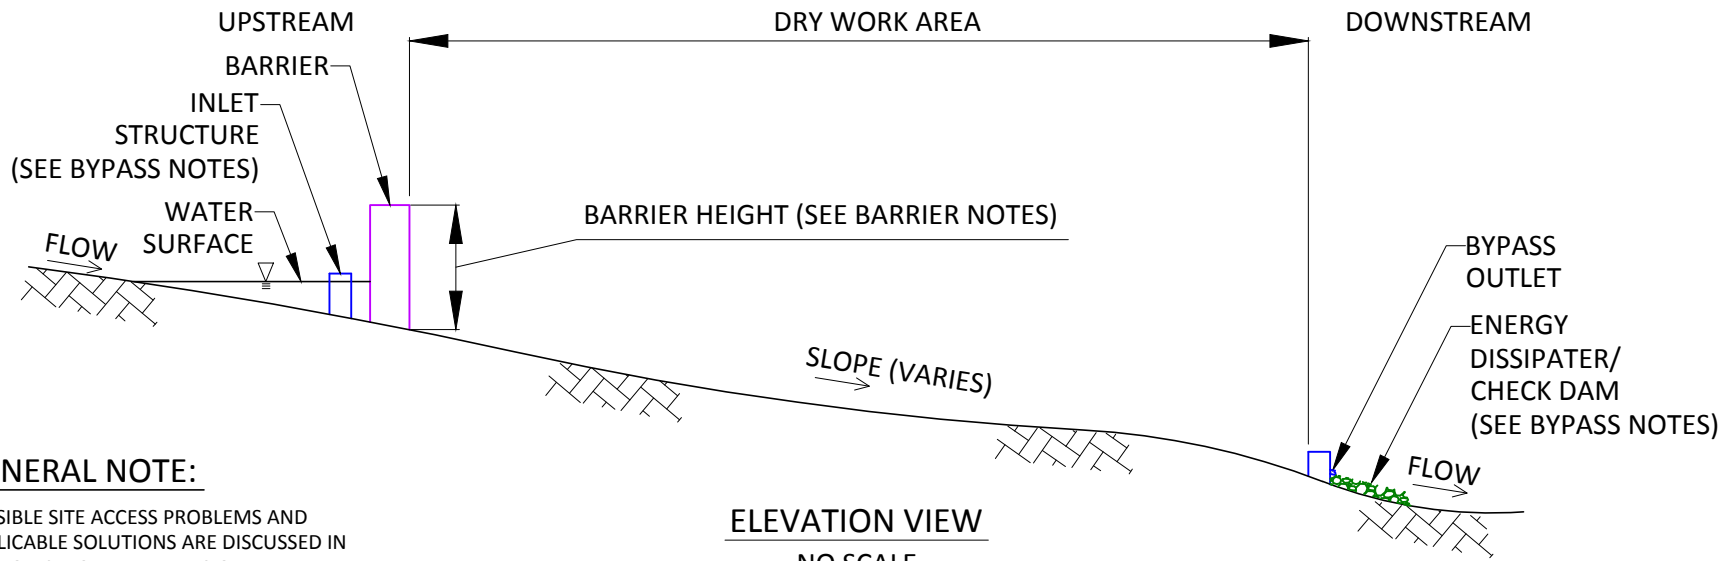 UPSTREAM
DRY WORK AREA
DOWNSTREAM
BARRIER
INLET
STRUCTURE
(SEE BYPASS NOTES)
WATER
SURFACE
FLOW
BARRIER HEIGHT (SEE BARRIER NOTES)
SLOPE (VARIES)
BYPASS
OUTLET
ENERGY
DISSIPATER/
CHECK DAM
(SEE BYPASS NOTES)
FLOW
NERAL NOTE:
SIBLE SITE ACCESS PROBLEMS AND
LICABLE SOLUTIONS ARE DISCUSSED IN
ELEVATION VIEW
NO SCALE